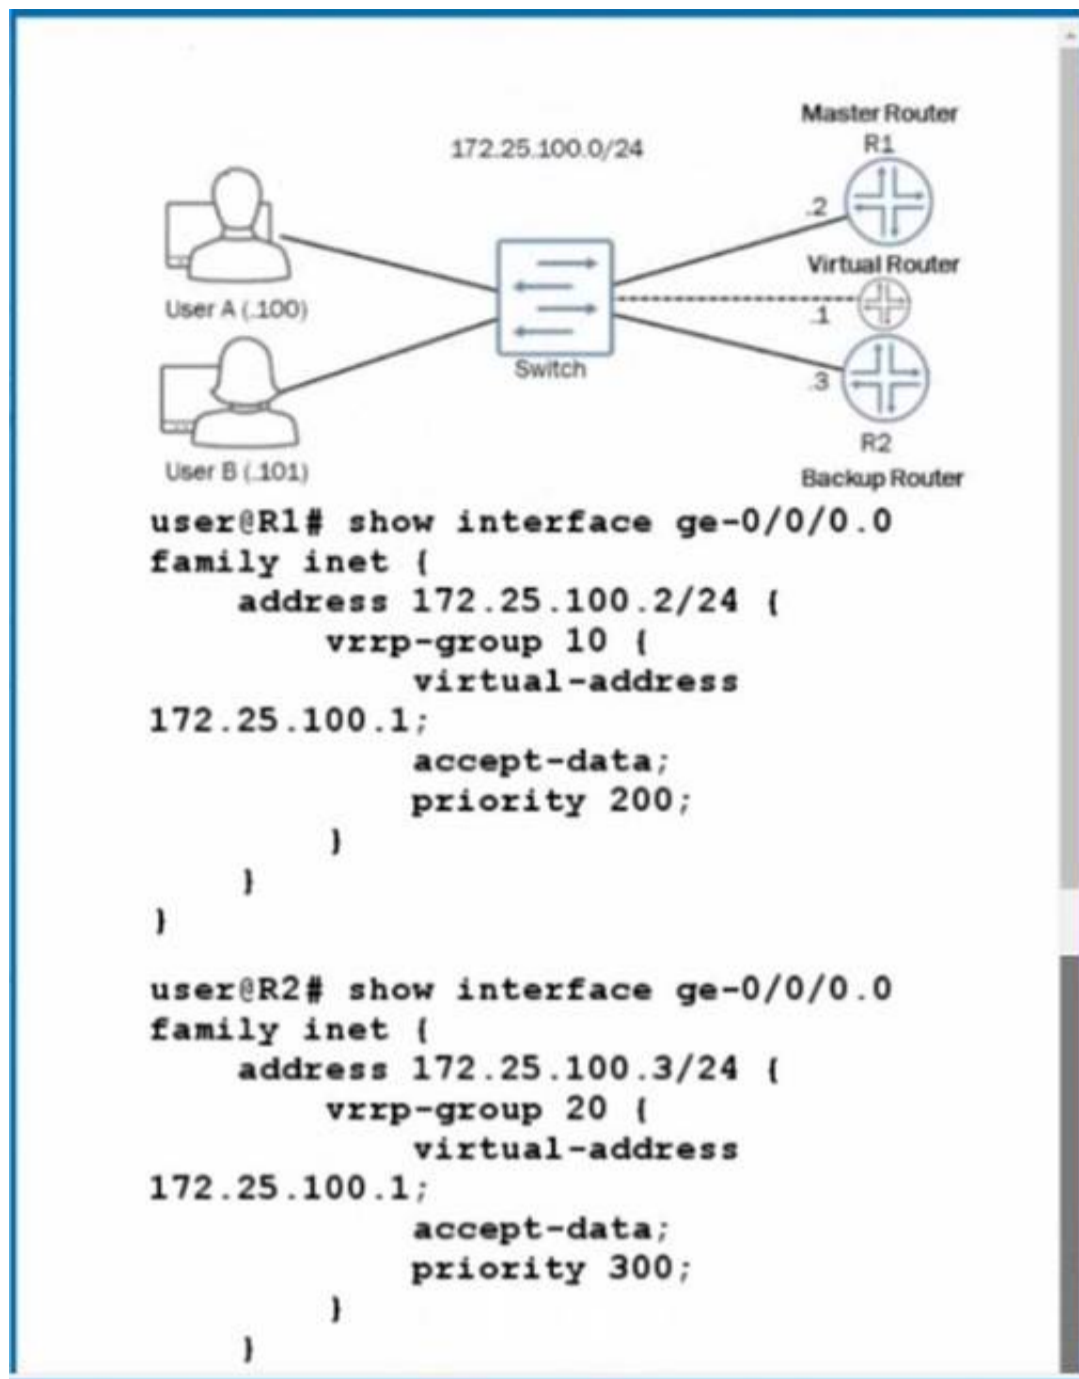 Master Router
R1
172.25.100.0/24
.2
Virtual Router
User A (.100)
.1
Switch
.3
R2
User B (.101)
Backup Router
user@R1# show interface ge-0/0/0.0
family inet {
address 172.25.100.2/24 {
vrrp-group 10 {
virtual-address
172.25.100.1;
accept-data;
priority 200;
}
}
}
user@R2# show interface ge-0/0/0.0
family inet {
address 172.25.100.3/24 {
vrrp-group 20 {
virtual-address
172.25.100.1;
accept-data;
priority 300;
}
}